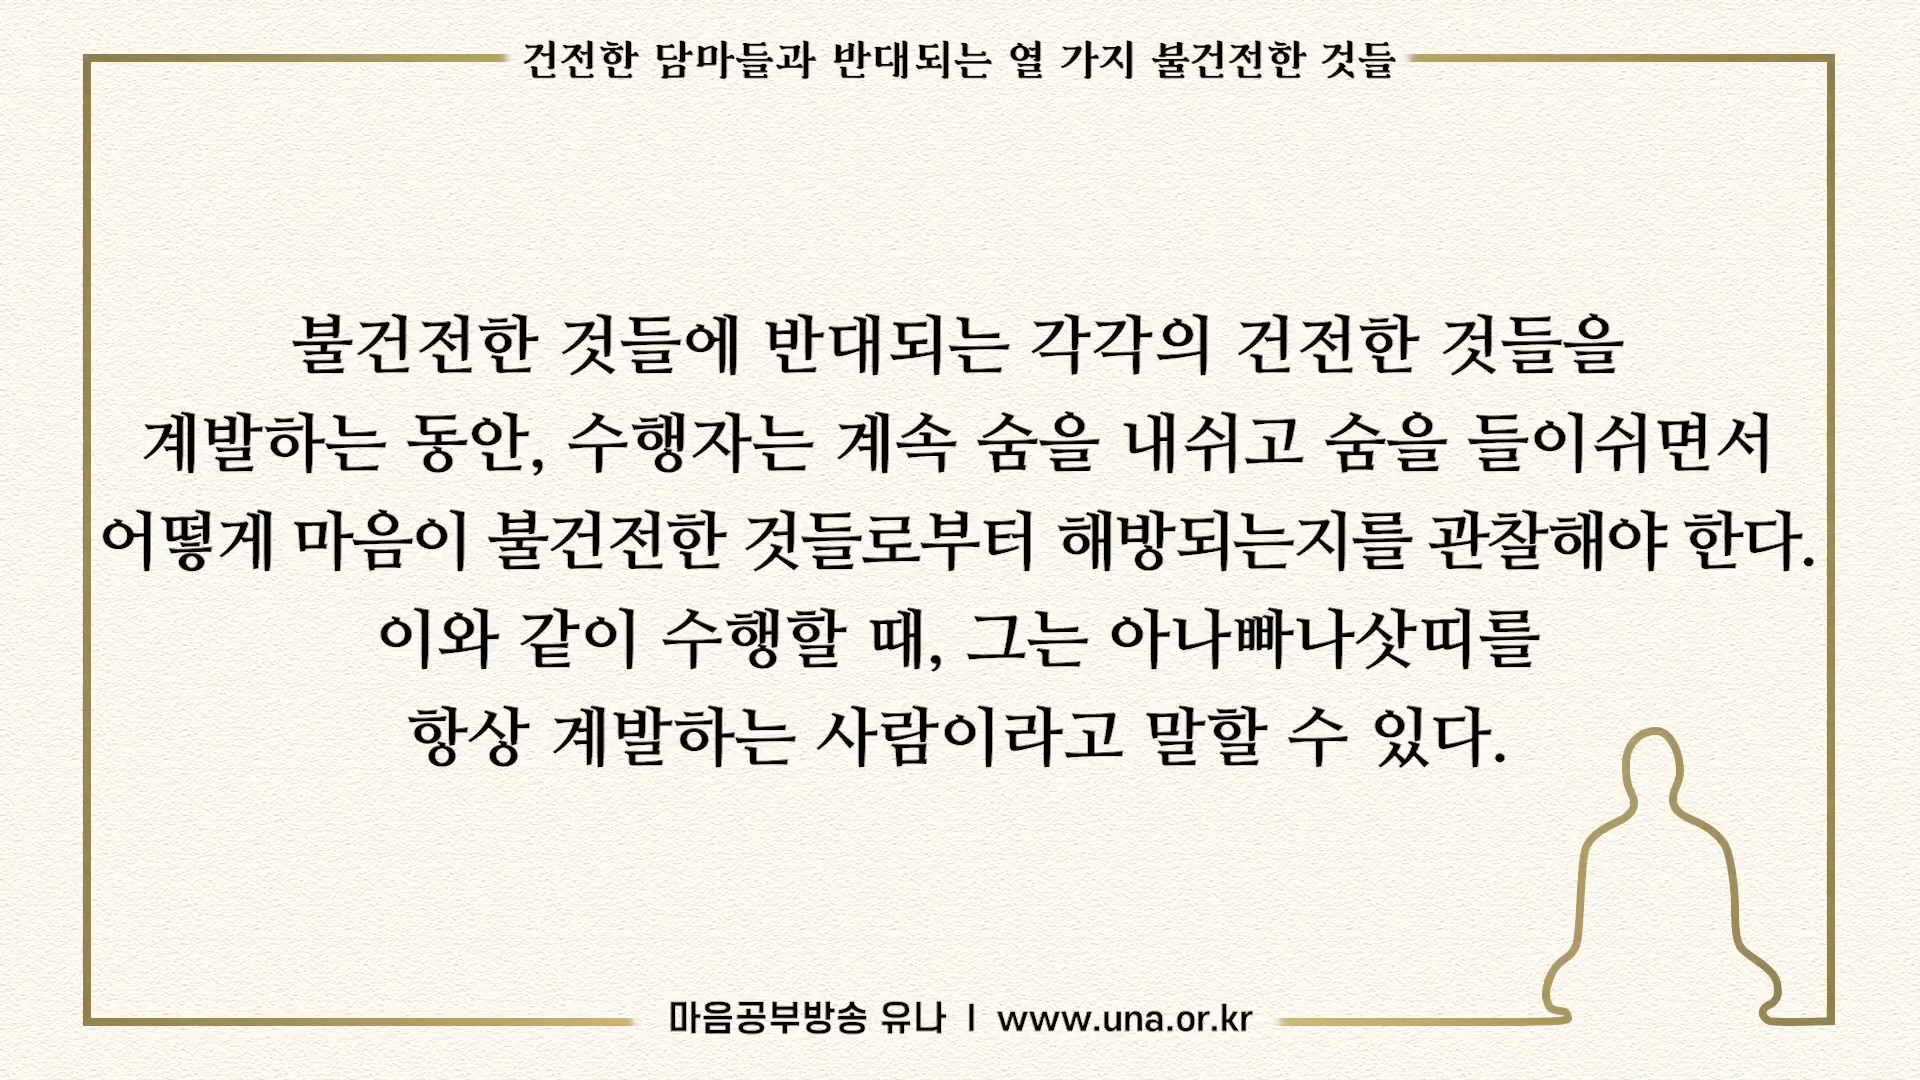 건전한 담마들과 반대되는 열 가지 불건전한 것들
불건전한 것들에 반대되는 각각의 건전한 것들을
계발하는 동안, 수행자는 계속 숨을 내쉬고 숨을 들이쉬면서
어떻게 마음이 불건전한 것들로부터 해방되는지를 관찰해야 한다.
이와 같이 수행할 때, 그는 아나빠나삿띠를
항상 계발하는 사람이라고 말할 수 있다.
마음공부방송 유나 | www.una.or.kr